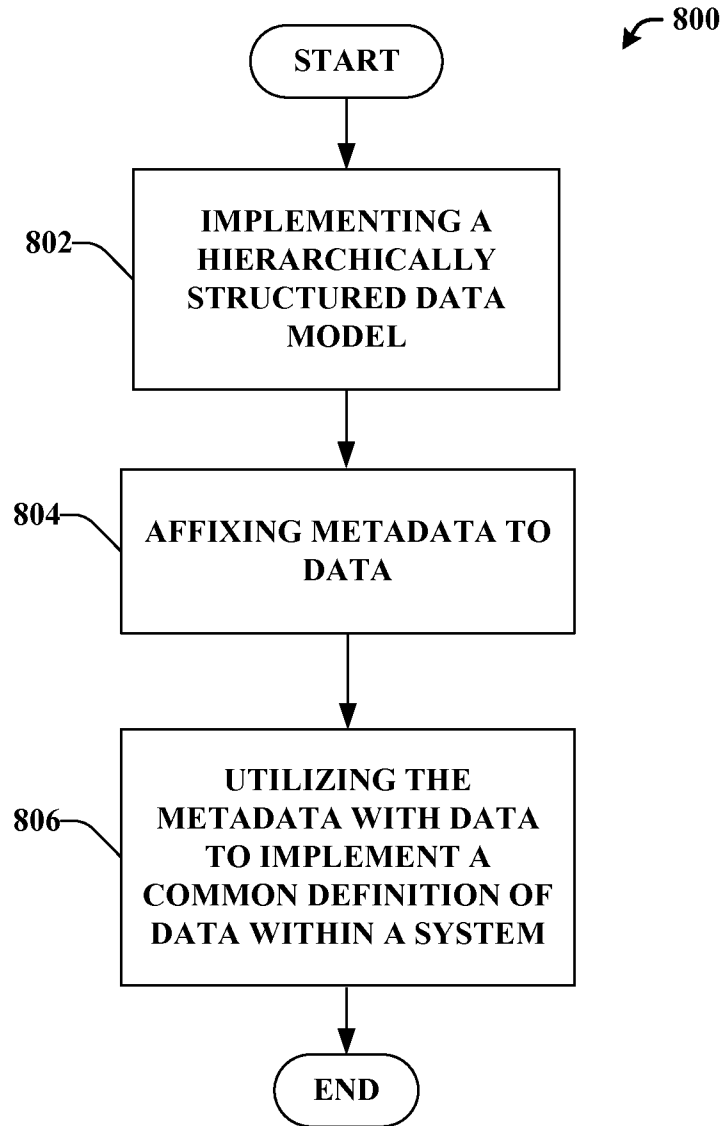 800
START
802
IMPLEMENTING A
HIERARCHICALLY
STRUCTURED DATA
MODEL
804
AFFIXING METADATA TO
DATA
806
UTILIZING THE
METADATA WITH DATA
TO IMPLEMENT A
COMMON DEFINITION OF
DATA WITHIN A SYSTEM
END